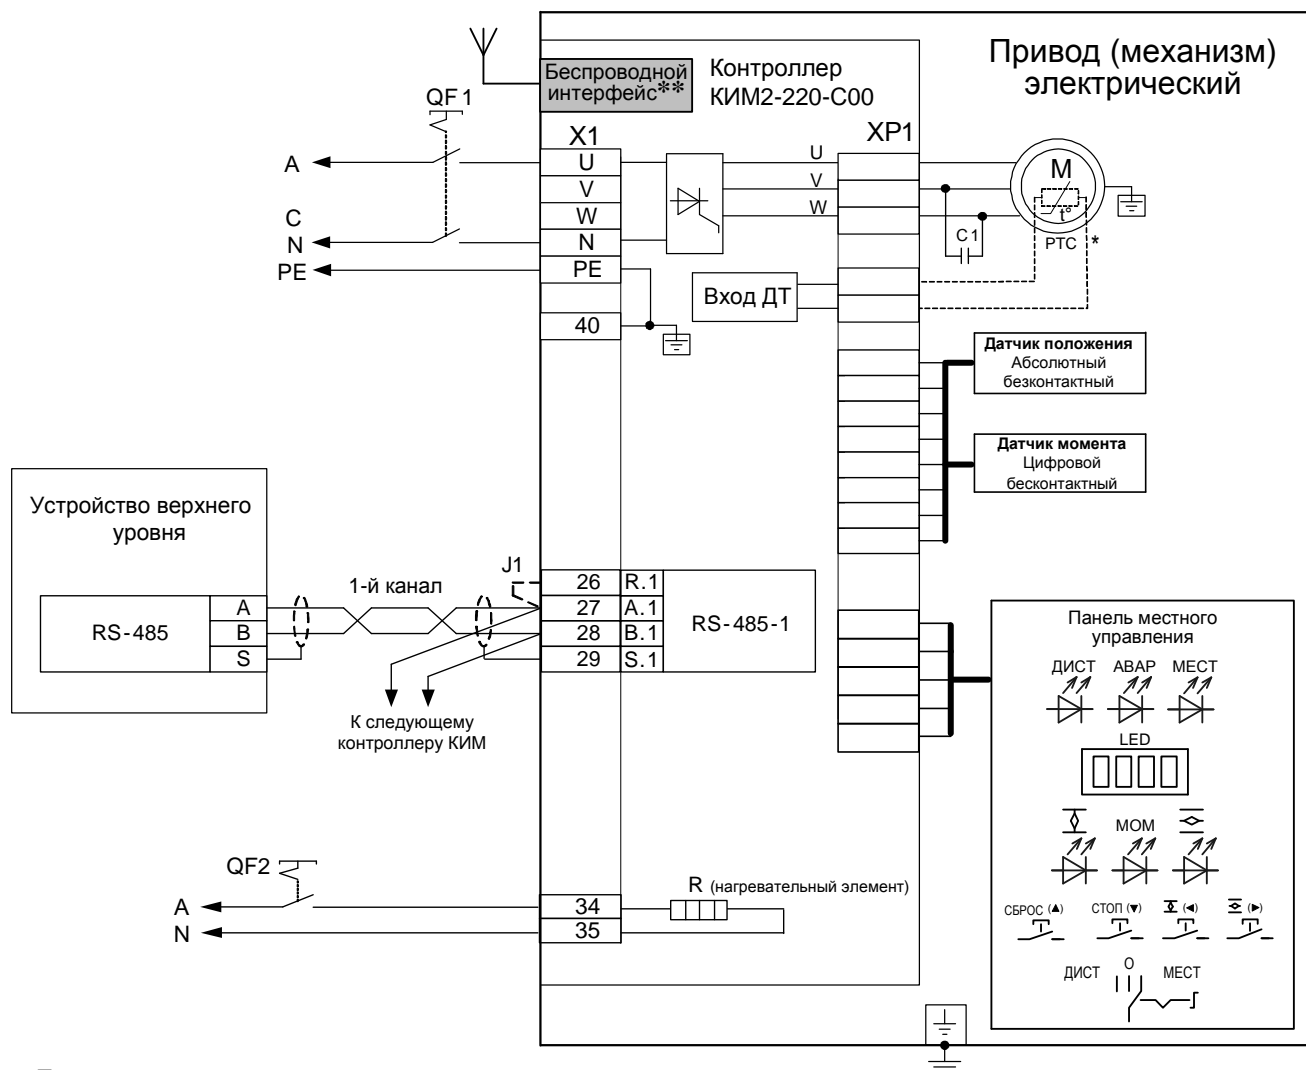 Привод (механизм)
электрический
Беспроводной
интерфейс**
Контроллер
КИМ2-220-С00
QF1
X1
XP1
A
U
U
V
V
C
W
W
N
N
PE
PE
40
M
t°
C1
РТС
*
Вход ДТ
Датчик положения
Абсолютный
безконтактный
Датчик момента
Цифровой
бесконтактный
Устройство верхнего
уровня
1-й канал
J1
RS-485
A
B
S
26
R.1
27
A.1
28
B.1
29
S.1
RS-485-1
К следующему
контроллеру КИМ
Панель местного
управления
ДИСТ
АВАР
МЕСТ
LED
МОМ
СБРОС (▲)
СТОП (▼)
(◄)
(►)
ДИСТ
О
МЕСТ
QF2
A
34
N
35
R (нагревательный элемент)